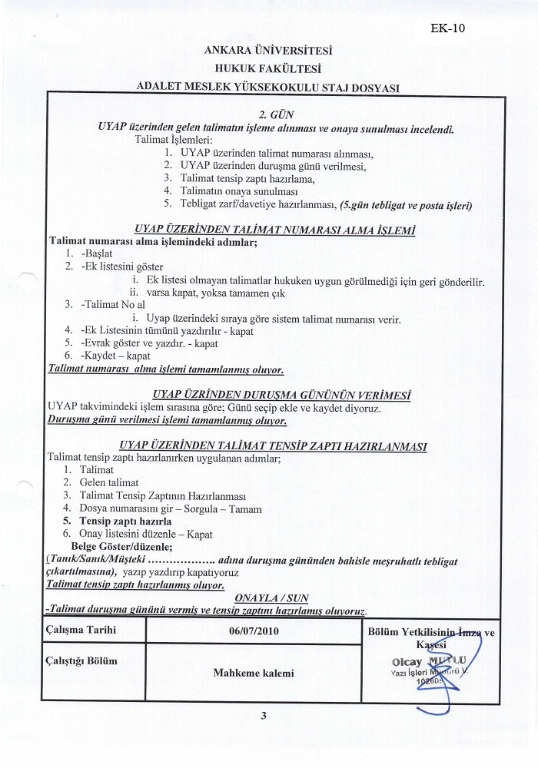 EK-10
ANKARA ÜNİVERSİTESİ
HUKUK FAKÜLTESİ
ADALET MESLEK YÜKSEKOKULU STAJ DOSYASI
2. GÜN
UYAP üzerinden gelen talimatın işleme alınması ve onaya sunulması incelendi.
Talimat İşlemleri:
1. UYAP üzerinden talimat numarası alınması,
2. UYAP üzerinden duruşma günü verilmesi,
3. Talimat tensip zaptı hazırlama,
4. Talimatın onaya sunulması
5. Tebligat zarf/davetiye hazırlanması, (5.gün tebligat ve posta işleri)
UYAP ÜZERİNDEN TALİMAT NUMARASI ALMA İŞLEMİ
Talimat numarası alma işlemindeki adımlar;
1. -Başlat
2. -Ek listesini göster
i. Ek listesi olmayan talimatlar hukuken uygun görülmediği için geri gönderilir.
ii. varsa kapat, yoksa tamamen çık
3. -Talimat No al
i. Uyap üzerindeki sıraya göre sistem talimat numarası verir.
4. -Ek Listesinin tümünü yazdırılır - kapat
5. -Evrak göster ve yazdır. - kapat
6. -Kaydet – kapat
Talimat numarası alma işlemi tamamlanmış oluyor.
UYAP ÜZRİNDEN DURUŞMA GÜNÜNÜN VERİMESİ
UYAP takvimindeki işlem sırasına göre; Günü seçip ekle ve kaydet diyoruz.
Duruşma günü verilmesi işlemi tamamlanmış oluyor.
UYAP ÜZERİNDEN TALİMAT TENSİP ZAPTI HAZIRLANMASI
Talimat tensip zaptı hazırlanırken uygulanan adımlar;
1. Talimat
2. Gelen talimat
3. Talimat Tensip Zaptının Hazırlanması
4. Dosya numarasını gir – Sorgula – Tamam
5. Tensip zaptı hazırla
6. Onay listesini düzenle – Kapat
Belge Göster/düzenle;
(Tanık/Sanık/Müşteki ……………… adına duruşma gününden bahisle meşruhatlı tebligat
çıkartılmasına), yazıp yazdırıp kapatıyoruz
Talimat tensip zaptı hazırlanmış oluyor.
ONAYLA / SUN
-Talimat duruşma gününü vermiş ve tensip zaptını hazırlamış oluyoruz.
Çalışma Tarihi
06/07/2010
Bölüm Yetkilisinin İmza ve
Kaşesi
Çalıştığı Bölüm
Mahkeme kalemi
Olcay MUTLU
Yazı İşleri Müdürü V.
3